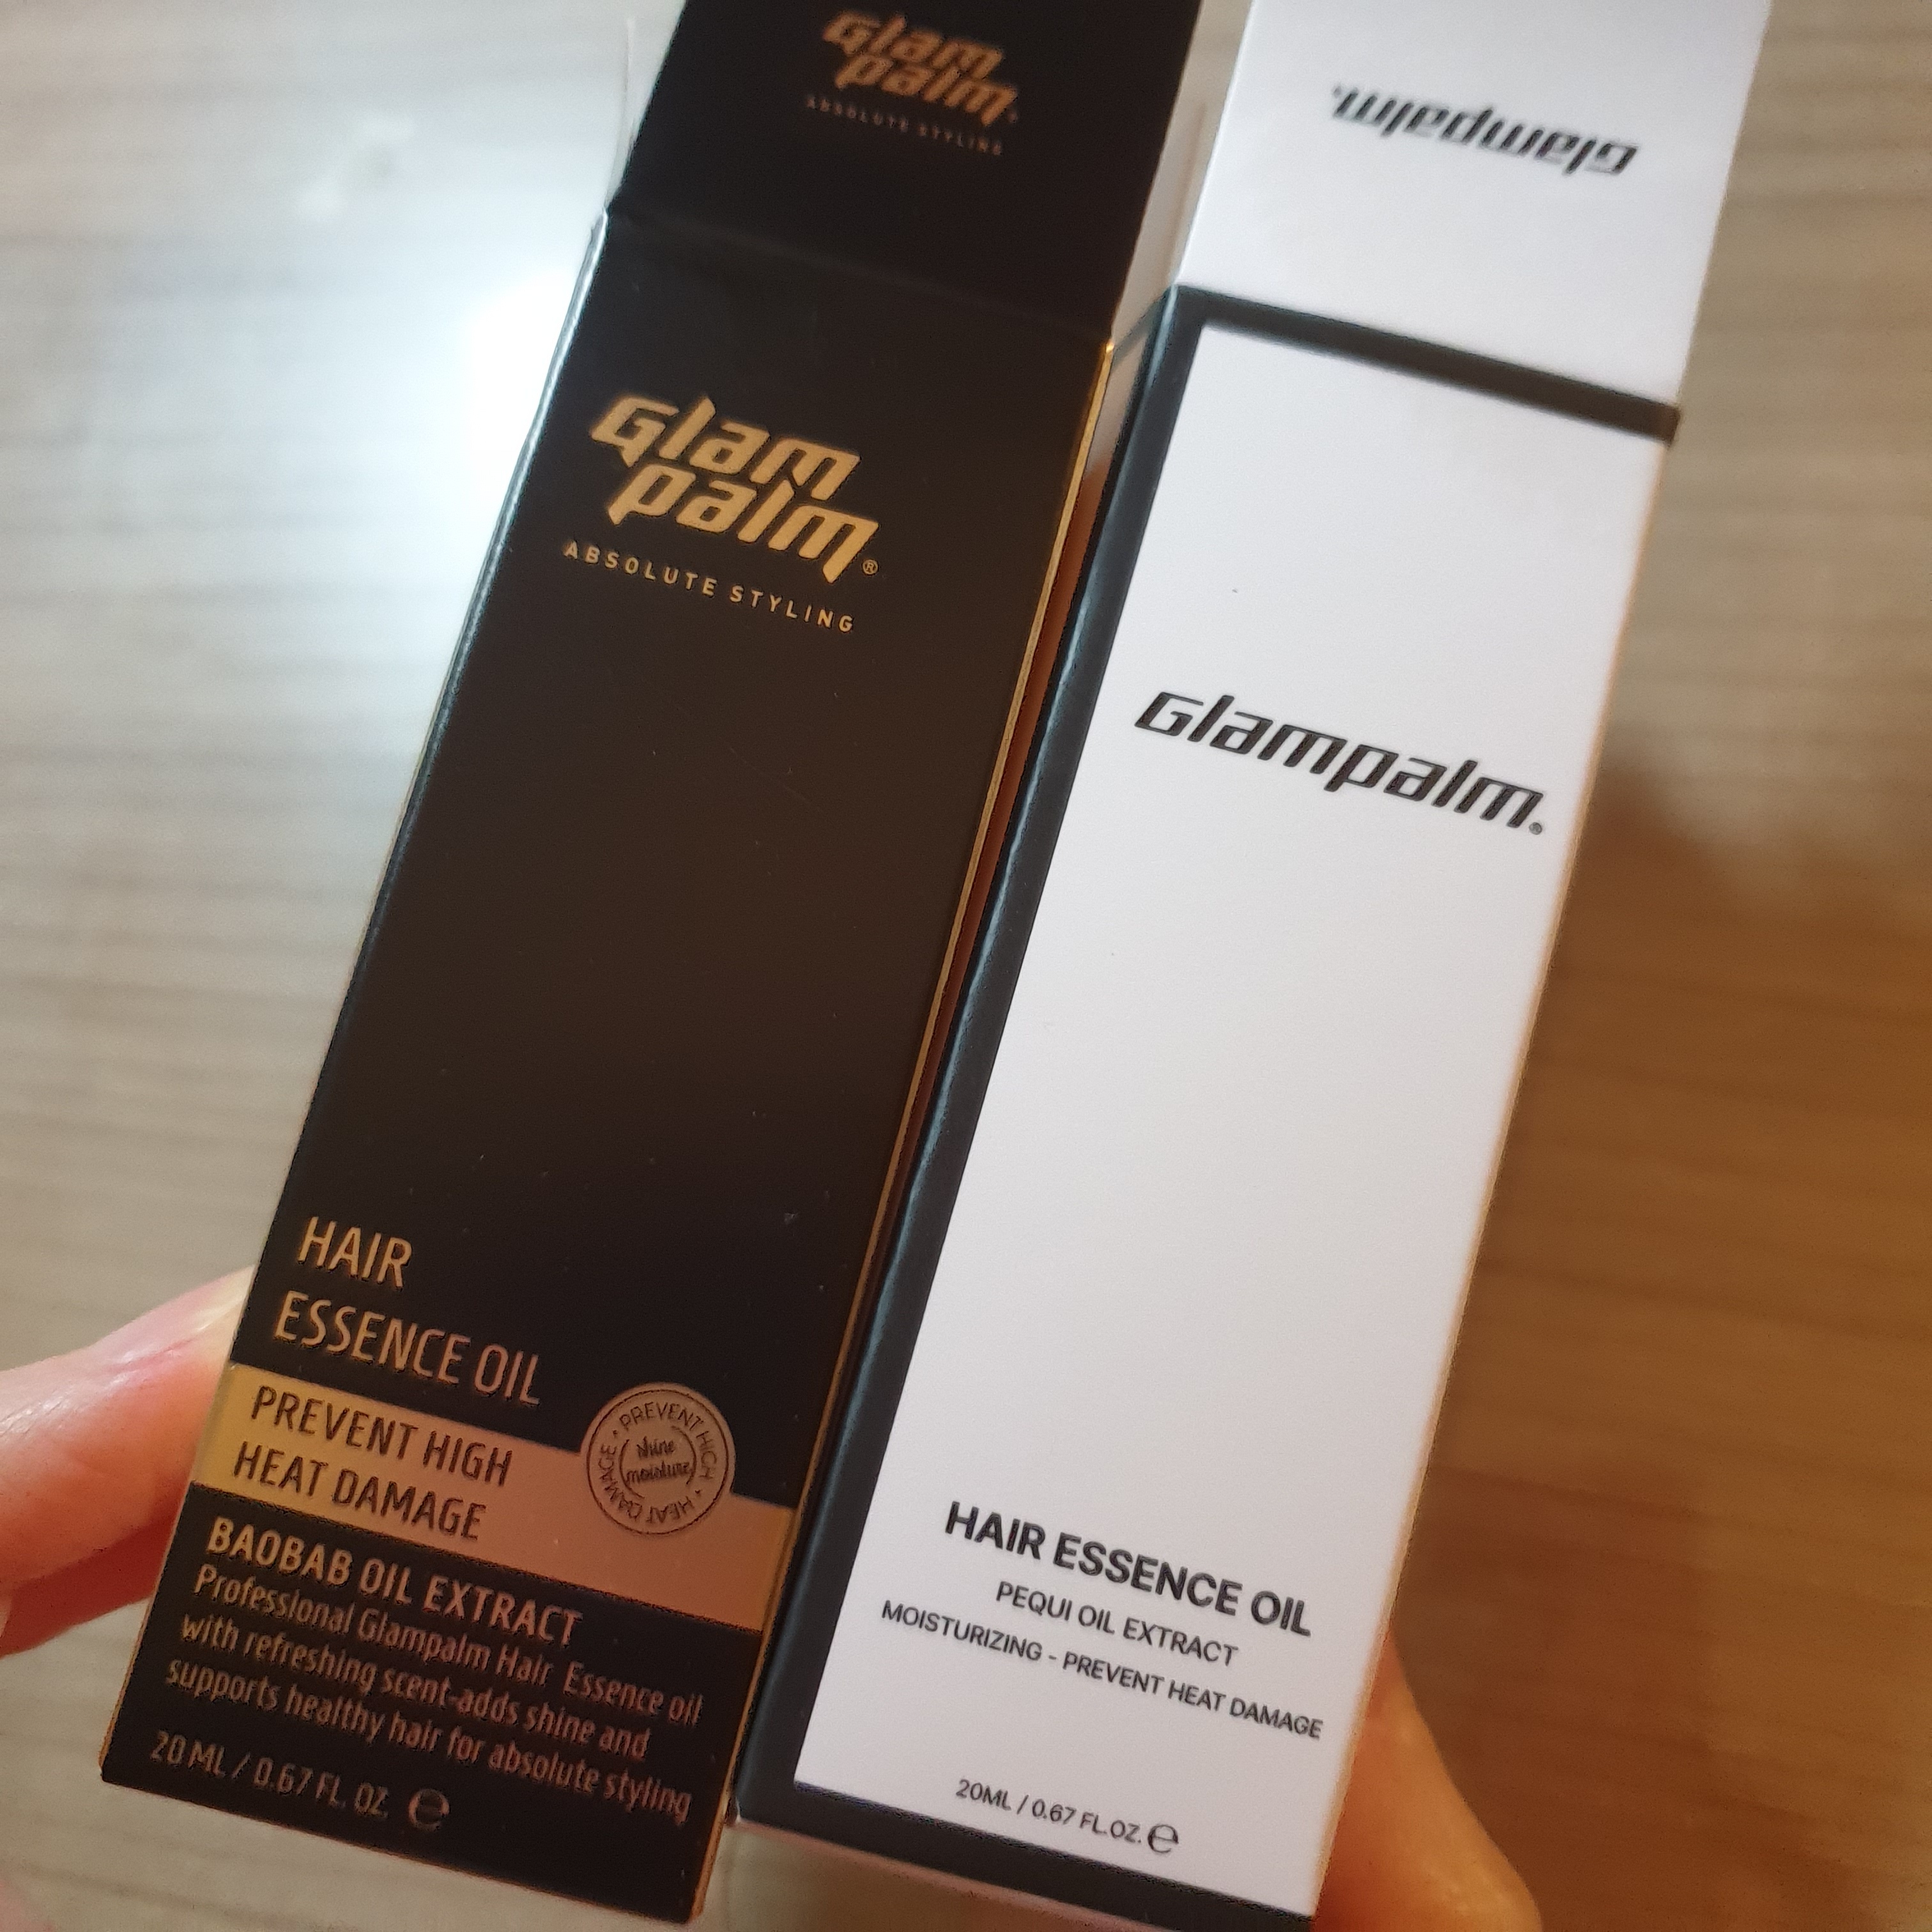 Glam
palm
ABSOLUTE STYLING
Glam
palm®
ABSOLUTE STYLING
HAIR
ESSENCE OIL
PREVENT HIGH
HEAT DAMAGE
PREVENT HIGH • HEAT DAMAGE •
shine
moisture
BAOBAB OIL EXTRACT
Professional Glampalm Hair Essence oil
with refreshing scent-adds shine and
supports healthy hair for absolute styling
20 ML / 0.67 FL. OZ. ℮
Glampalm.
Glampalm.®
HAIR ESSENCE OIL
PEQUI OIL EXTRACT
MOISTURIZING - PREVENT HEAT DAMAGE
20ML / 0.67 FL.OZ. ℮